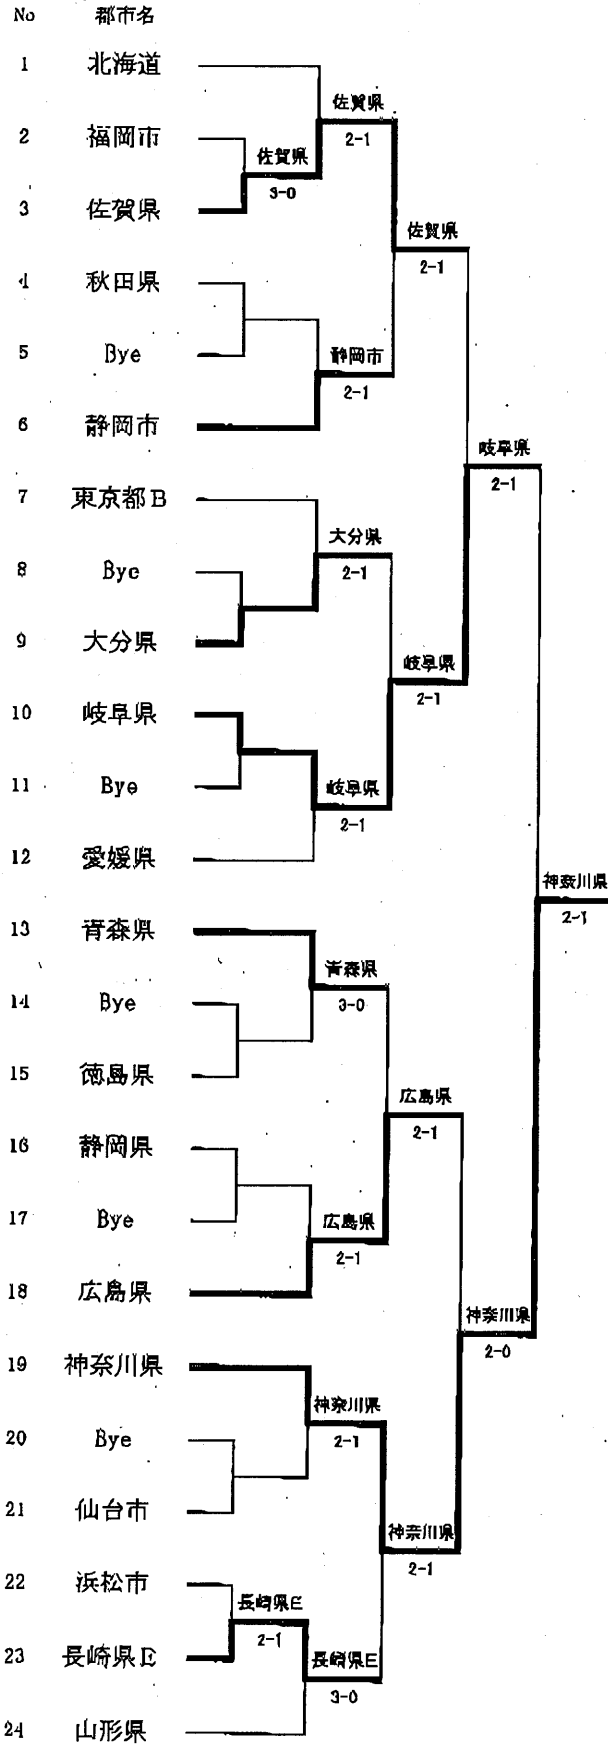 No 郡市名
1 北海道
佐賀県
2 福岡市
2-1
佐賀県
3-0
3 佐賀県
佐賀県
2-1
4 秋田県
5 Bye
静岡市
2-1
6 静岡市
岐阜県
2-1
7 東京都B
大分県
8 Bye
2-1
9 大分県
岐阜県
2-1
10 岐阜県
11 Bye
岐阜県
2-1
12 愛媛県
神奈川県
2-1
13 青森県
青森県
14 Bye
3-0
15 徳島県
広島県
2-1
16 静岡県
17 Bye
広島県
2-1
18 広島県
神奈川県
2-0
19 神奈川県
神奈川県
20 Bye
2-1
21 仙台市
神奈川県
2-1
22 浜松市
長崎県E
2-1
23 長崎県E
長崎県E
3-0
24 山形県